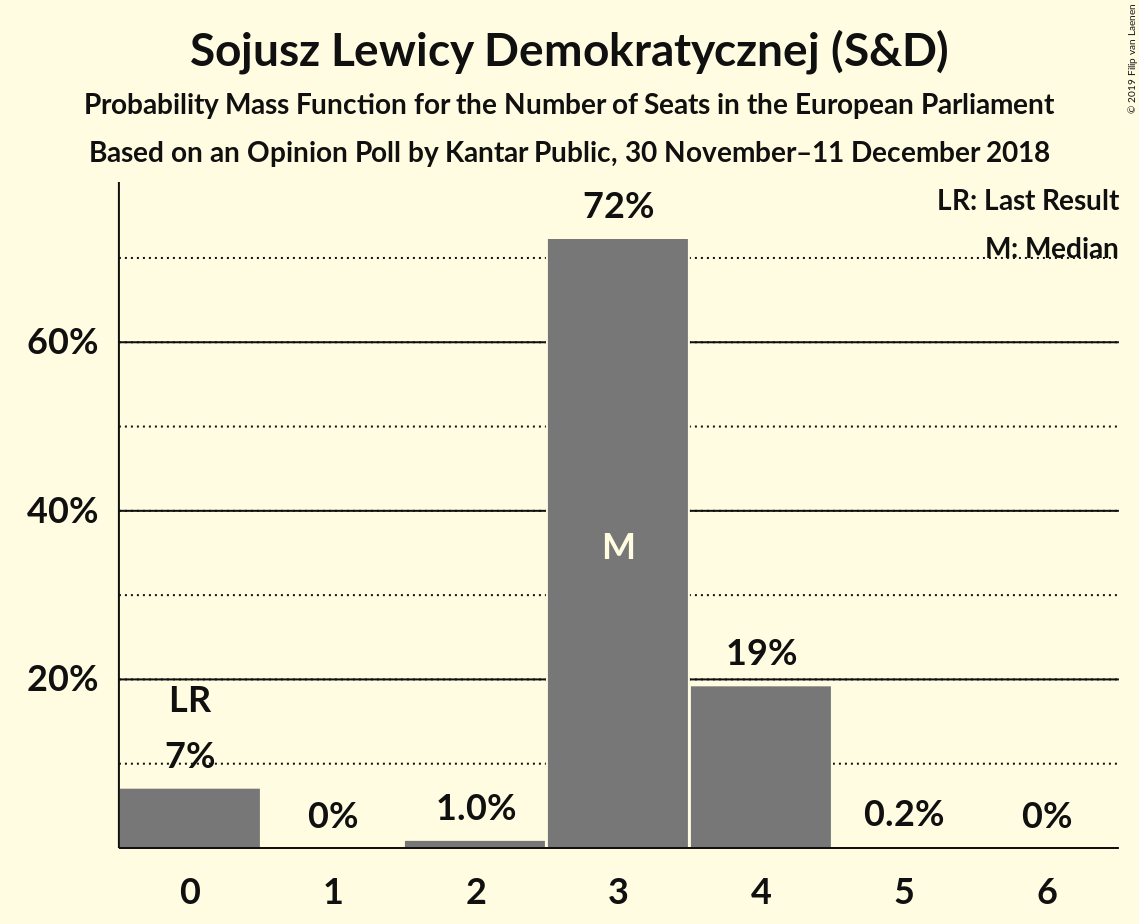 Sojusz Lewicy Demokratycznej (S&D)
Probability Mass Function for the Number of Seats in the European Parliament
Based on an Opinion Poll by Kantar Public, 30 November–11 December 2018
© 2019 Filip van Laenen
LR: Last Result
M: Median
72%
60%
40%
M
19%
20%
LR
7%
0%
1.0%
0.2%
0%
0 1 2 3 4 5 6